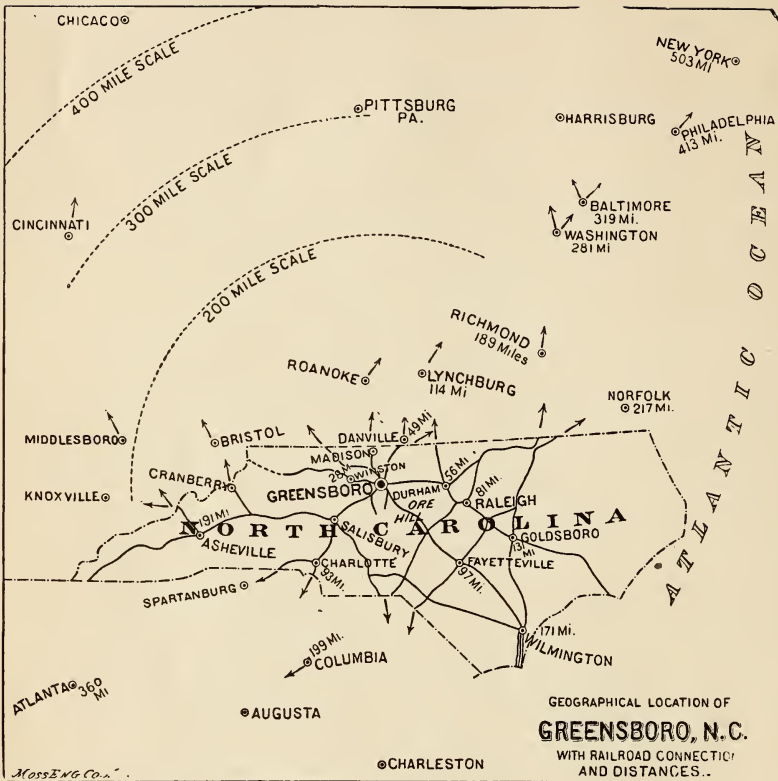 CHICAGO
NEW YORK
503 MI
400 MILE SCALE
PITTSBURG
PA.
HARRISBURG
PHILADELPHIA
413 Mi.
300 MILE SCALE
CINCINNATI
BALTIMORE
319 Mi.
WASHINGTON
281 Mi
ATLANTIC OCEAN
200 MILE SCALE
RICHMOND
189 Miles
ROANOKE
LYNCHBURG
114 Mi
NORFOLK
217 Mi.
MIDDLESBORO
BRISTOL
DANVILLE
49 Mi
MADISON
28 M
WINSTON
CRANBERRY
GREENSBORO
DURHAM
56 Mi.
KNOXVILLE
ORE
HILL
81 Mi.
RALEIGH
NORTH CAROLINA
191 Mi
ASHEVILLE
SALISBURY
GOLDSBORO
131
MI
CHARLOTTE
93 Mi.
FAYETTEVILLE
97 Mi.
SPARTANBURG
171 Mi.
WILMINGTON
199 Mi.
COLUMBIA
ATLANTA
360
MI
AUGUSTA
CHARLESTON
GEOGRAPHICAL LOCATION OF
GREENSBORO, N.C.
WITH RAILROAD CONNECTIO
AND DISTANCES.
MOSS ENG CO.